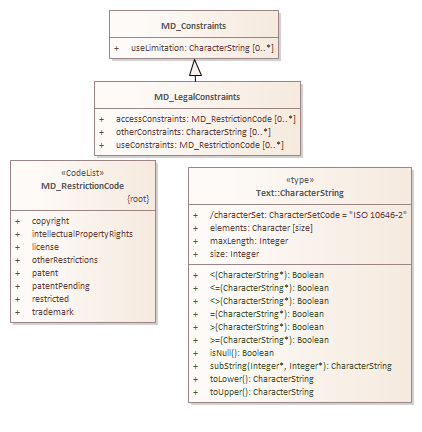 MD_Constraints
+ useLimitation: CharacterString [0..*]
MD_LegalConstraints
+ accessConstraints: MD_RestrictionCode [0..*]
+ otherConstraints: CharacterString [0..*]
+ useConstraints: MD_RestrictionCode [0..*]
«CodeList»
MD_RestrictionCode
{root}
+ copyright
+ intellectualPropertyRights
+ license
+ otherRestrictions
+ patent
+ patentPending
+ restricted
+ trademark
«type»
Text::CharacterString
+ /characterSet: CharacterSetCode = "ISO 10646-2"
+ elements: Character [size]
+ maxLength: Integer
+ size: Integer
+ <(CharacterString*): Boolean
+ <=(CharacterString*): Boolean
+ <>(CharacterString*): Boolean
+ =(CharacterString*): Boolean
+ >(CharacterString*): Boolean
+ >=(CharacterString*): Boolean
+ isNull(): Boolean
+ subString(Integer*, Integer*): CharacterString
+ toLower(): CharacterString
+ toUpper(): CharacterString